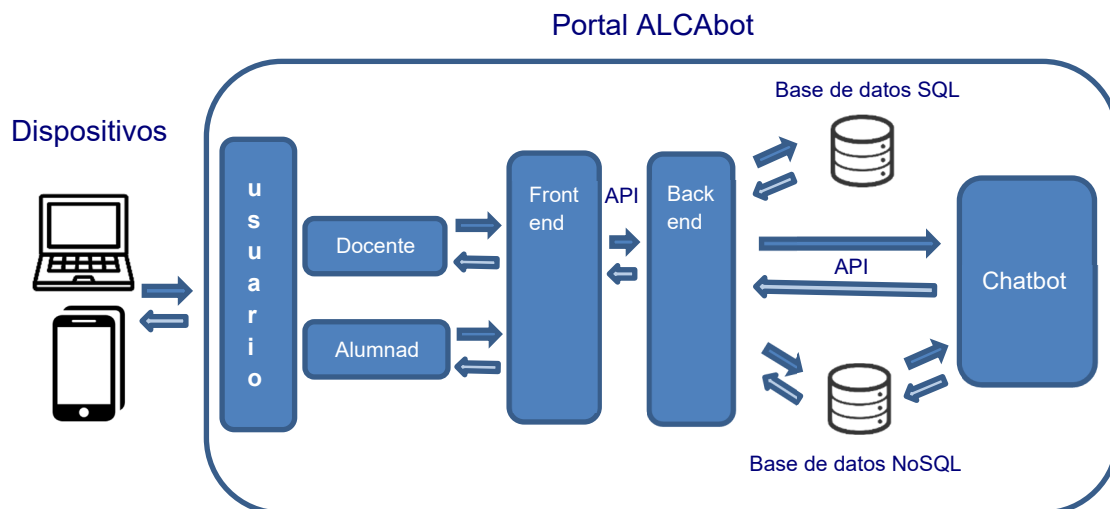 Portal ALCAbot
Dispositivos
usuario
Docente
Alumnad
Front
end
API
Back
end
Base de datos SQL
API
Chatbot
Base de datos NoSQL